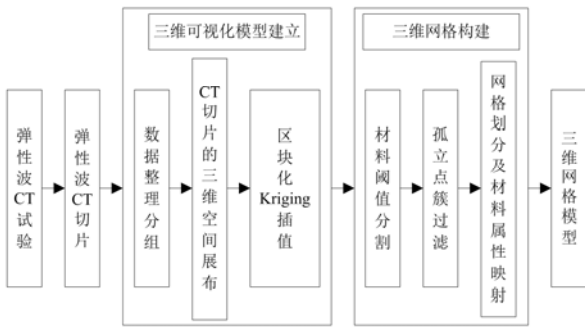 三维可视化模型建立
三维网格构建
弹性波CT试验
弹性波CT切片
数据整理分组
CT切片的三维空间展布
区块化Kriging插值
材料阈值分割
孤立点簇过滤
网格划分及材料属性映射
三维网格模型